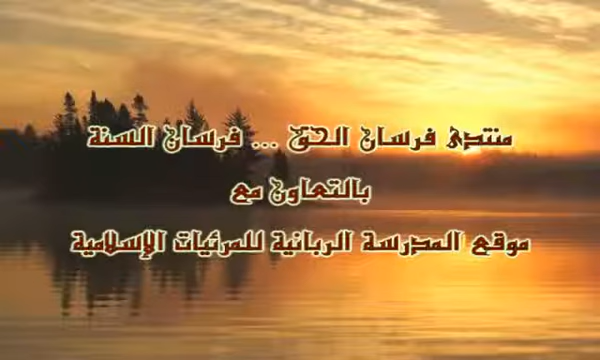 منتدى فرسان الحق ... فرسان السنة
بالتعاون مع
موقع المدرسة الربانية للمرئيات الإسلامية